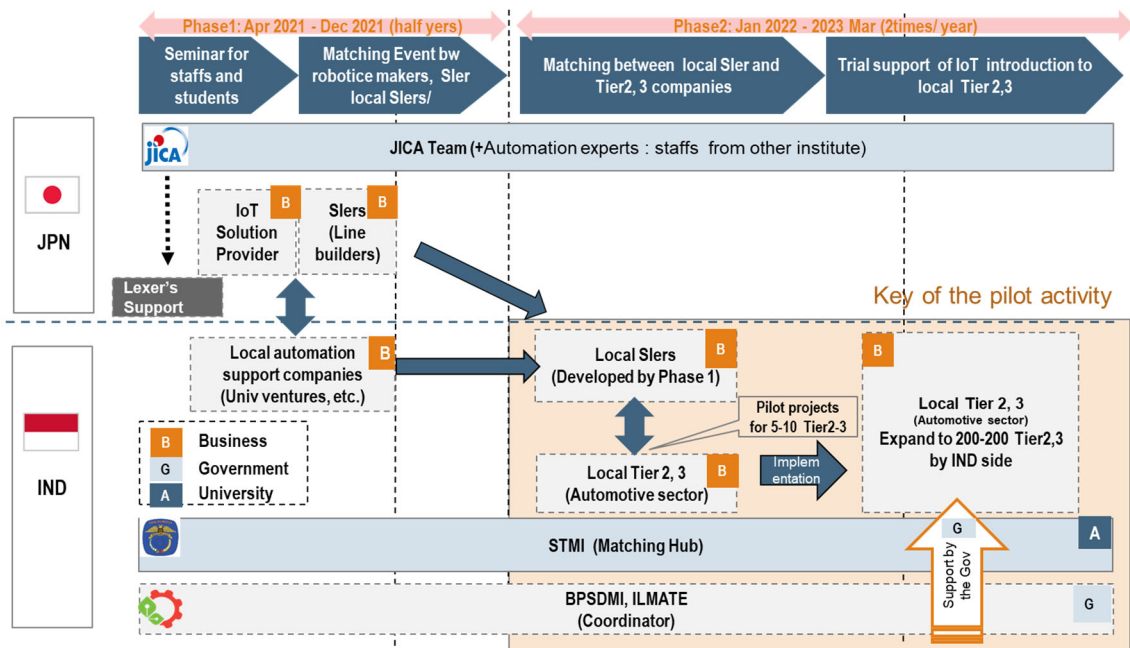 Phase1: Apr 2021 - Dec 2021 (half yers)
Phase2: Jan 2022 - 2023 Mar (2times/ year)
Seminar for
staffs and
students
Matching Event bw
robotice makers, SIer
local SIers/
Matching between local SIer and
Tier2, 3 companies
Trial support of IoT introduction to
local Tier 2,3
JICA
JICA Team (+Automation experts : staffs from other institute)
JPN
IoT
Solution
Provider
B
SIers
(Line
builders)
B
Lexer's
Support
Key of the pilot activity
Local automation
support companies
(Univ ventures, etc.)
B
Local SIers
(Developed by Phase 1)
B
B
Local Tier 2, 3
(Automotive sector)
Expand to 200-200 Tier2,3
by IND side
Pilot projects
for 5-10 Tier2-3
Local Tier 2, 3
(Automotive sector)
B
Implem
entation
IND
B Business
G Government
A University
STMI (Matching Hub)
A
G
Support by
the Gov
BPSDMI, ILMATE
(Coordinator)
G